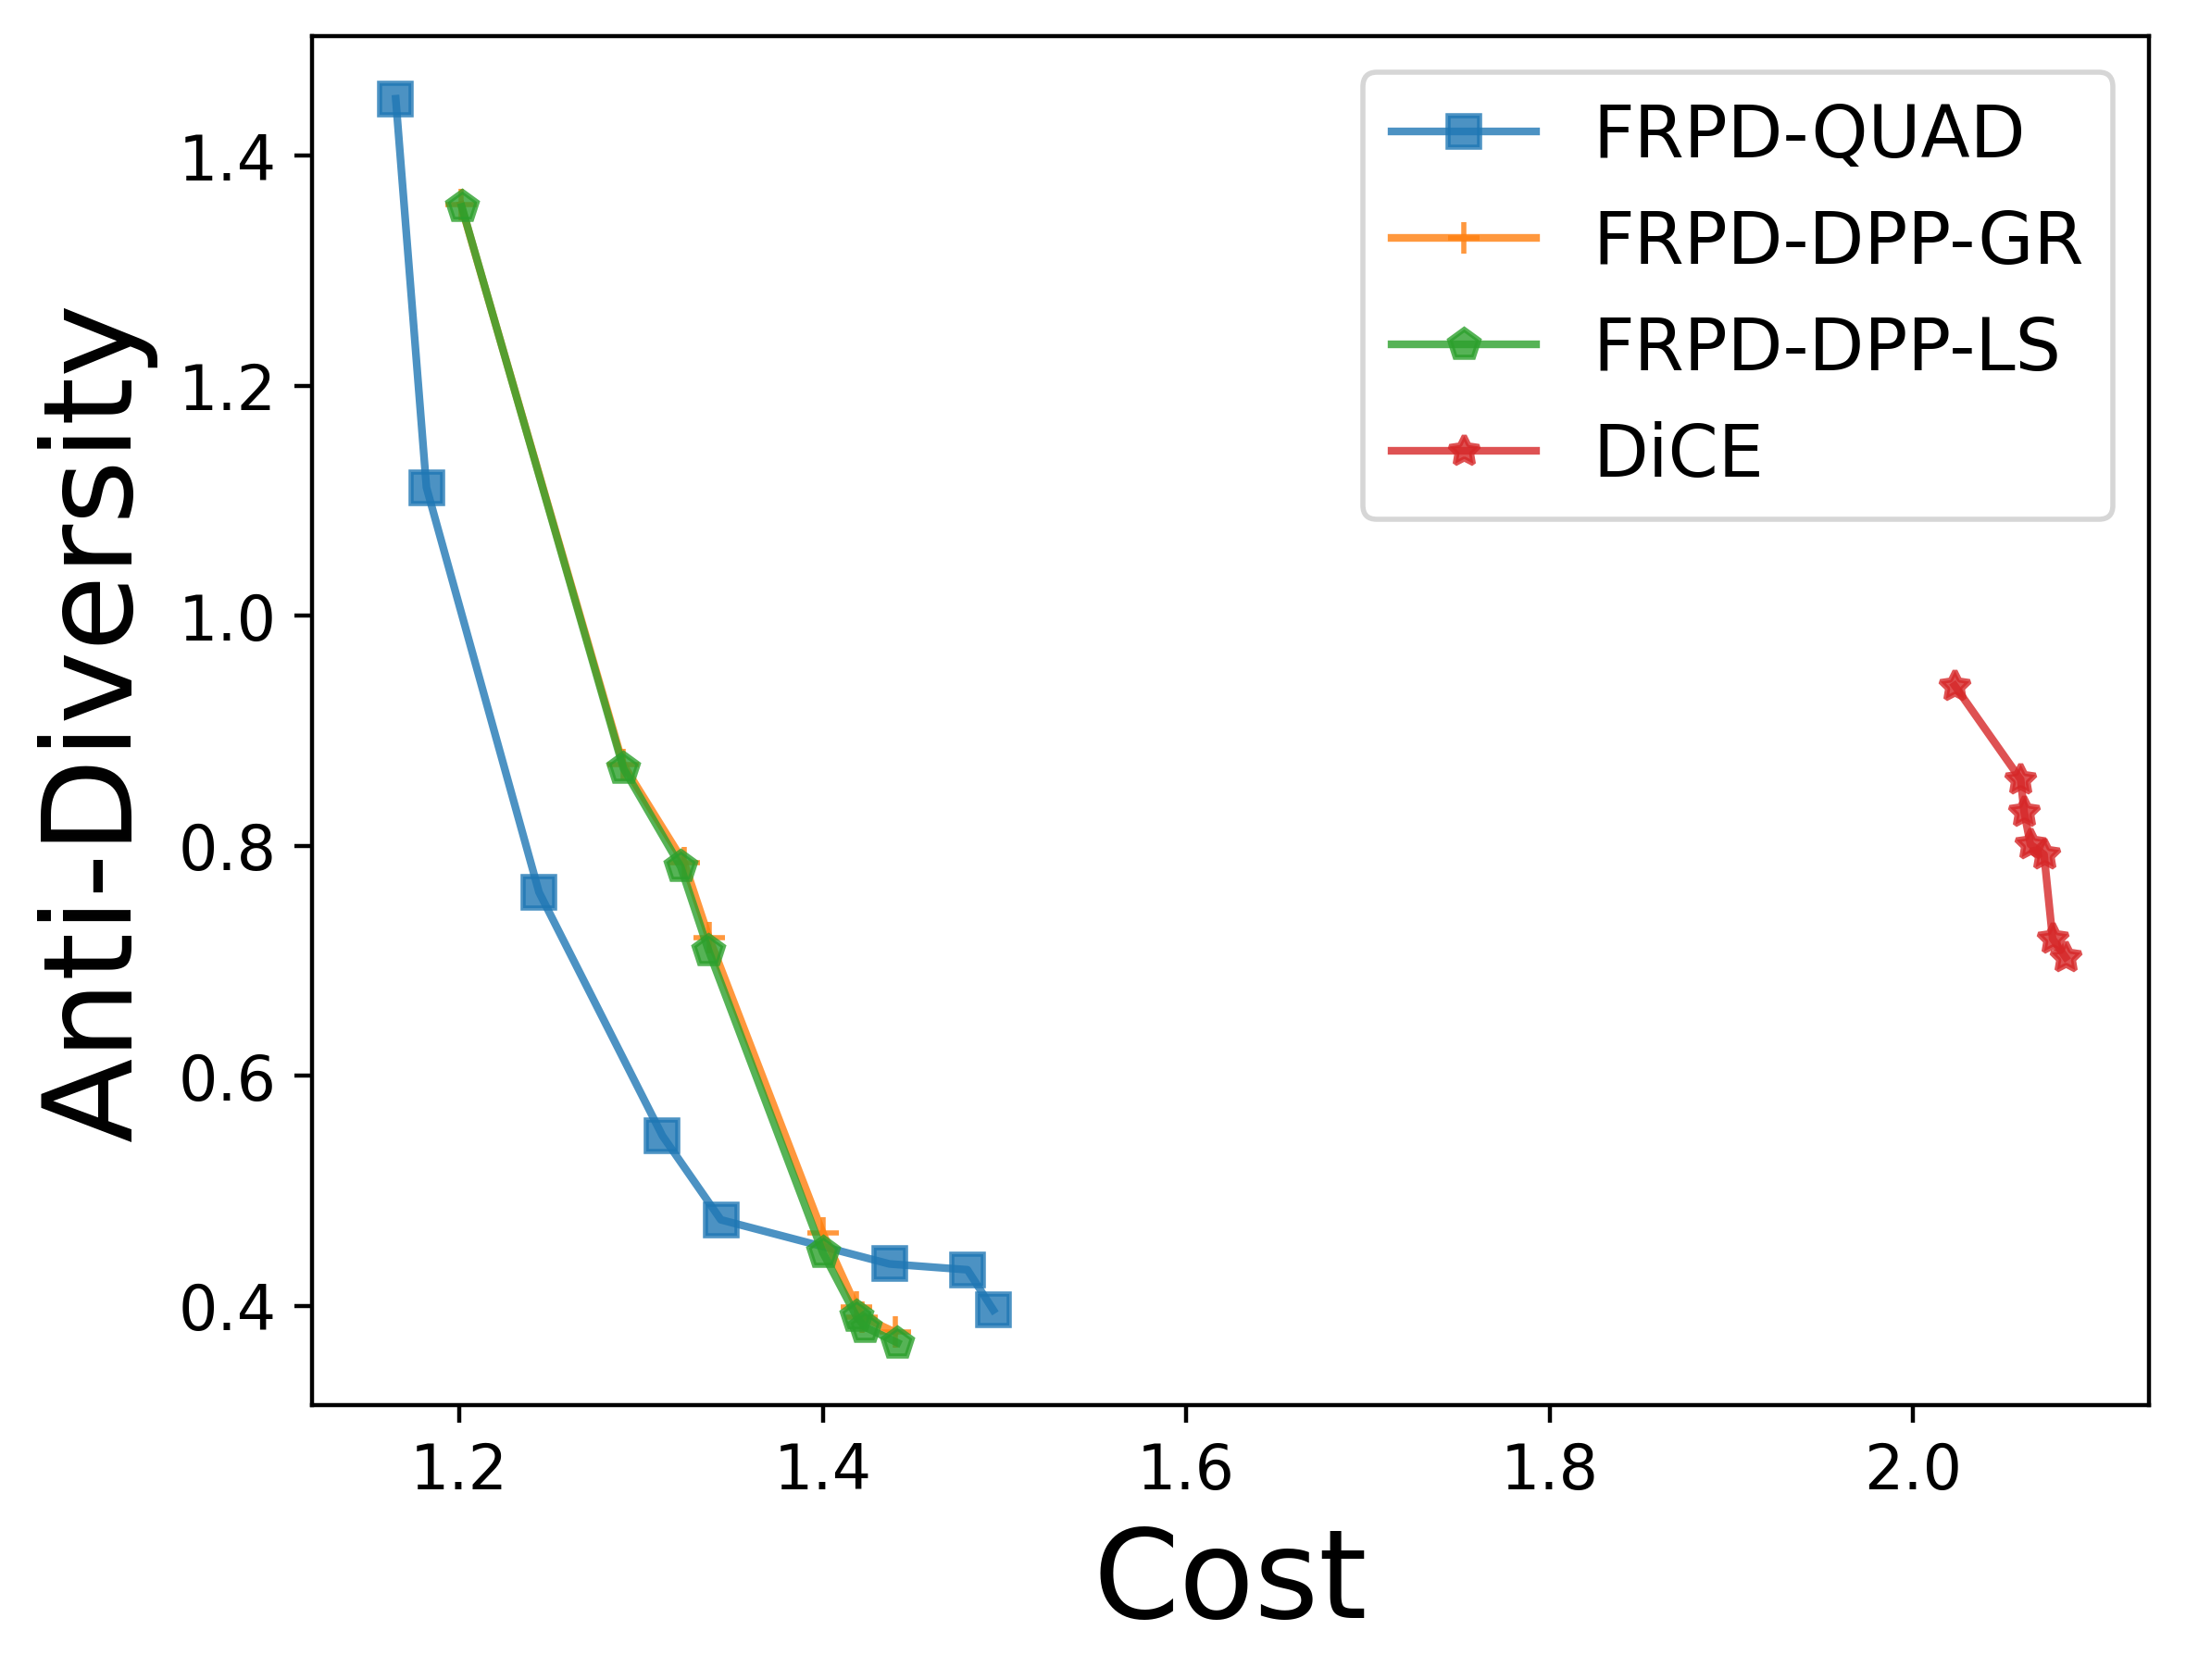 Anti-Diversity
1.4
1.2
1.0
0.8
0.6
0.4
FRPD-QUAD
FRPD-DPP-GR
FRPD-DPP-LS
DiCE
1.2 1.4 1.6 1.8 2.0
Cost